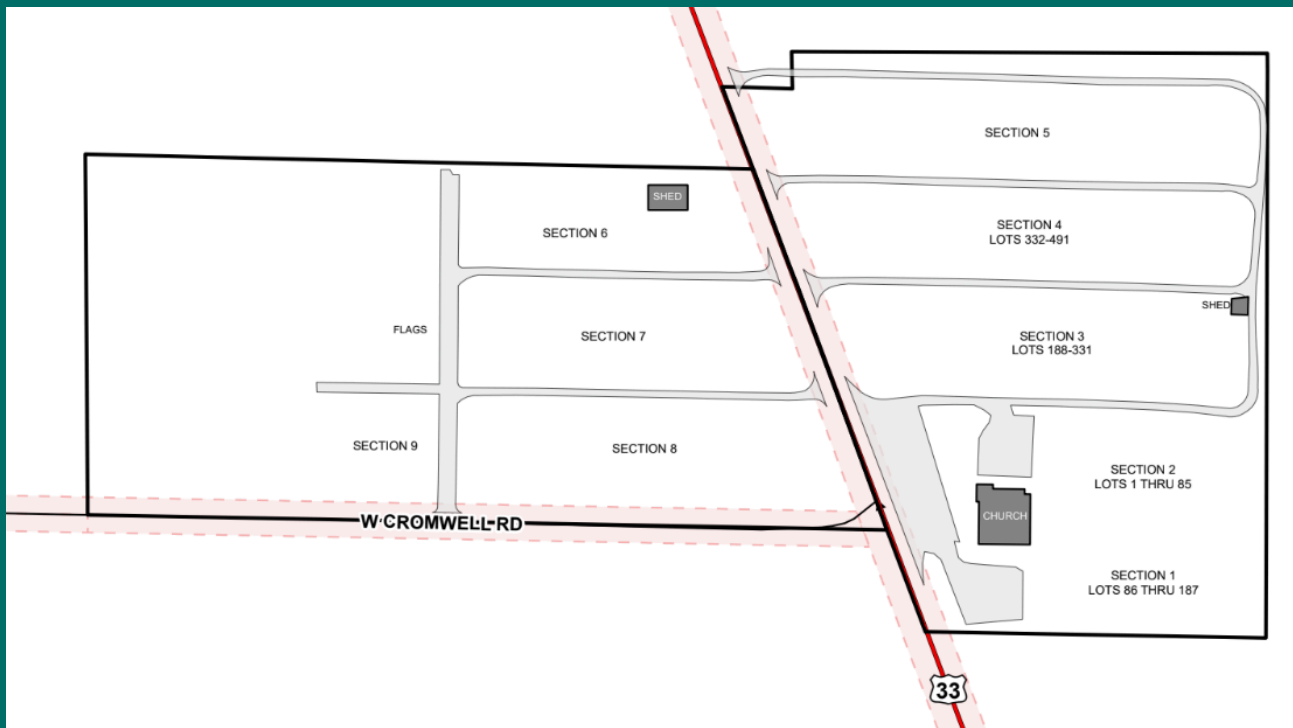 SECTION 5
SHED
SECTION 4
LOTS 332-491
SECTION 6
SHED
FLAGS
SECTION 7
SECTION 3
LOTS 188-331
SECTION 9
SECTION 8
SECTION 2
LOTS 1 THRU 85
CHURCH
W CROMWELL RD
SECTION 1
LOTS 86 THRU 187
33